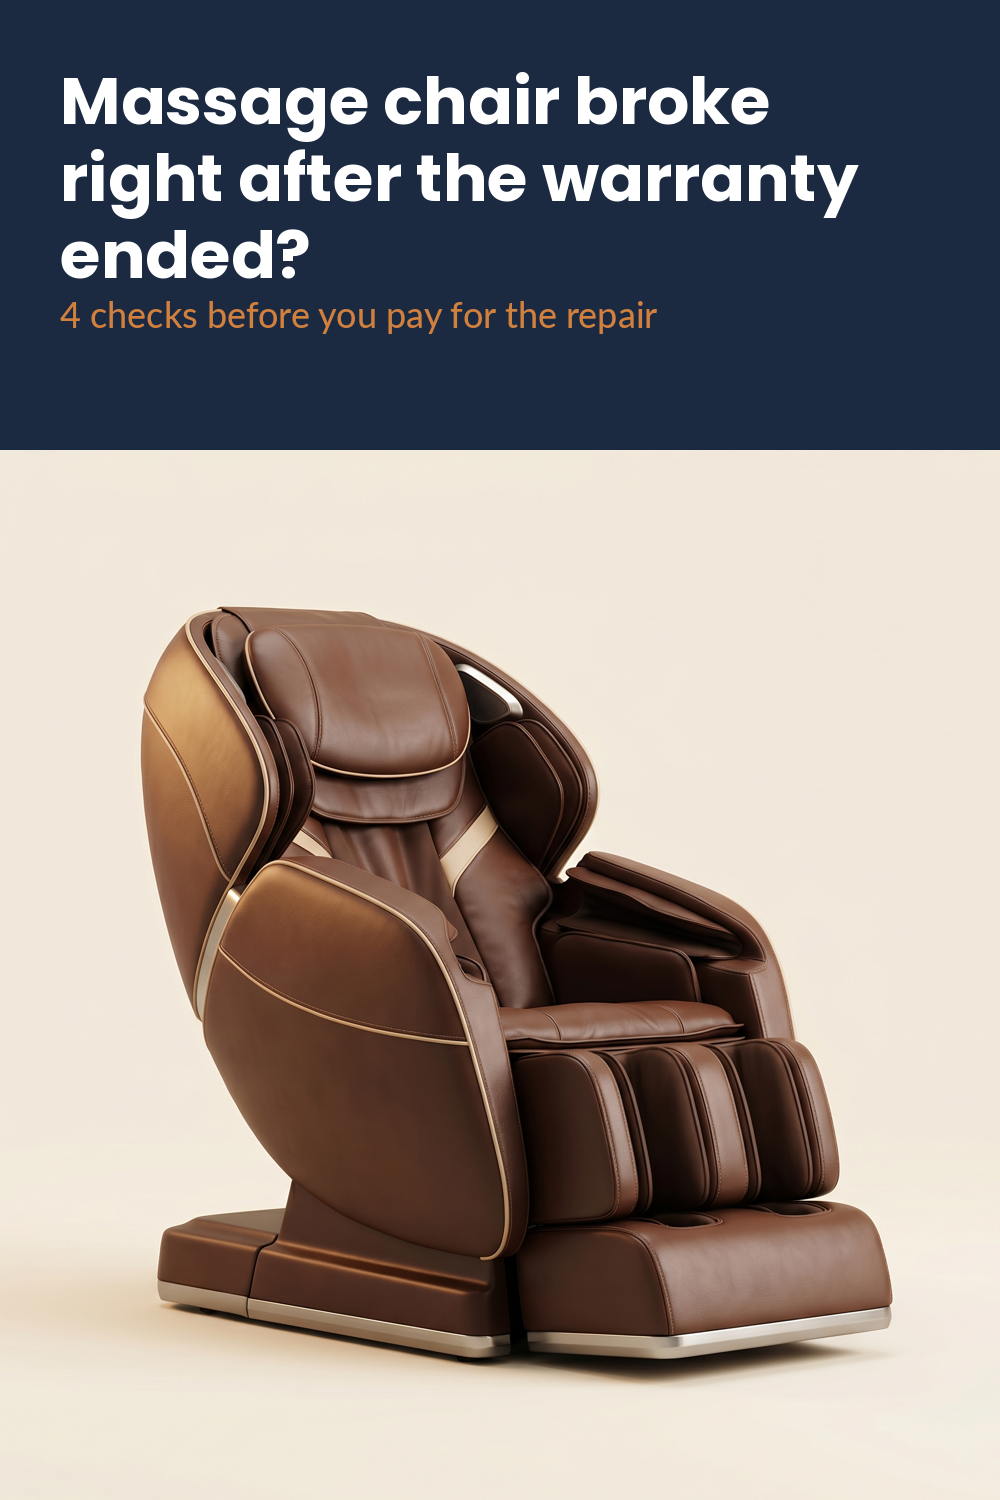 Massage chair broke
right after the warranty
ended?
4 checks before you pay for the repair